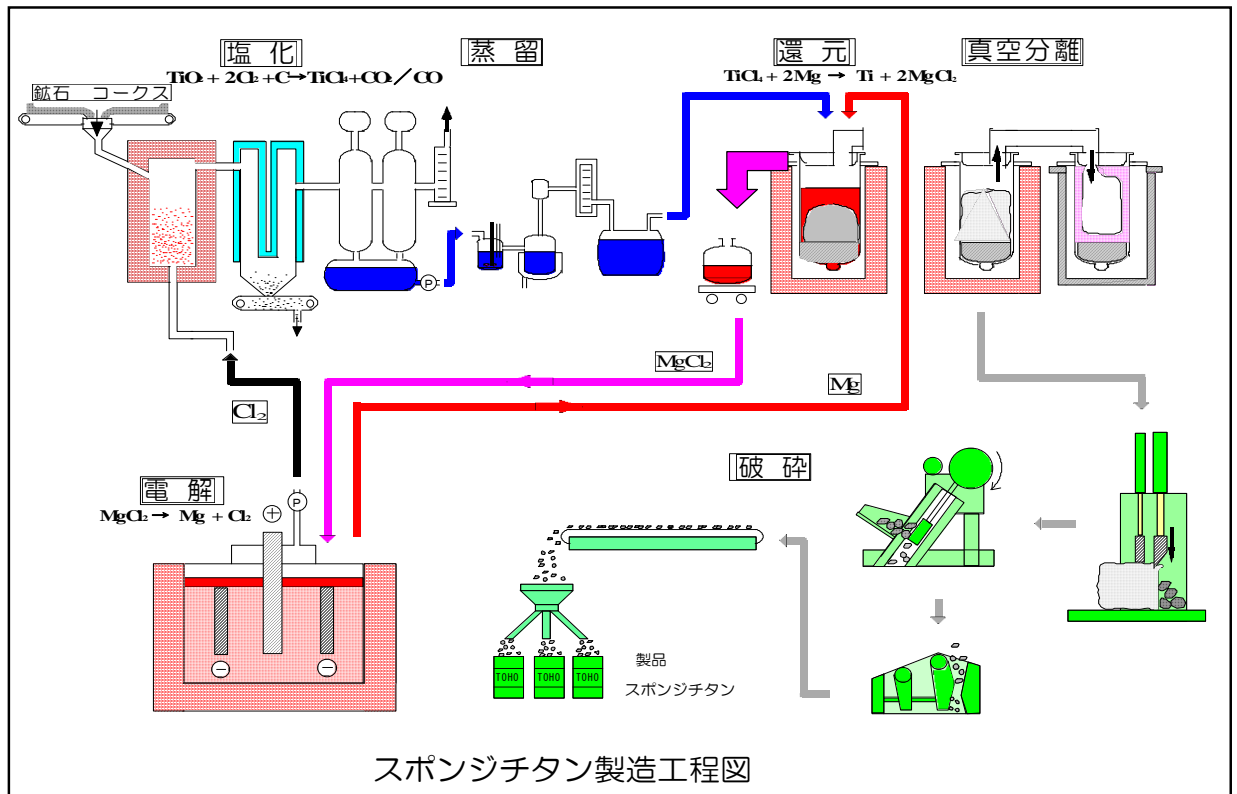 塩 化
TiO₂ + 2Cl₂ + C→TiCl₄+CO₂／CO
蒸 留
還 元
TiCl₄ + 2Mg → Ti + 2MgCl₂
真空分離
鉱石 コークス
P
MgCl₂
Mg
Cl₂
電 解
MgCl₂ → Mg + Cl₂
P
+
−
−
破 砕
TOHO
TOHO
TOHO
製品
スポンジチタン
スポンジチタン製造工程図